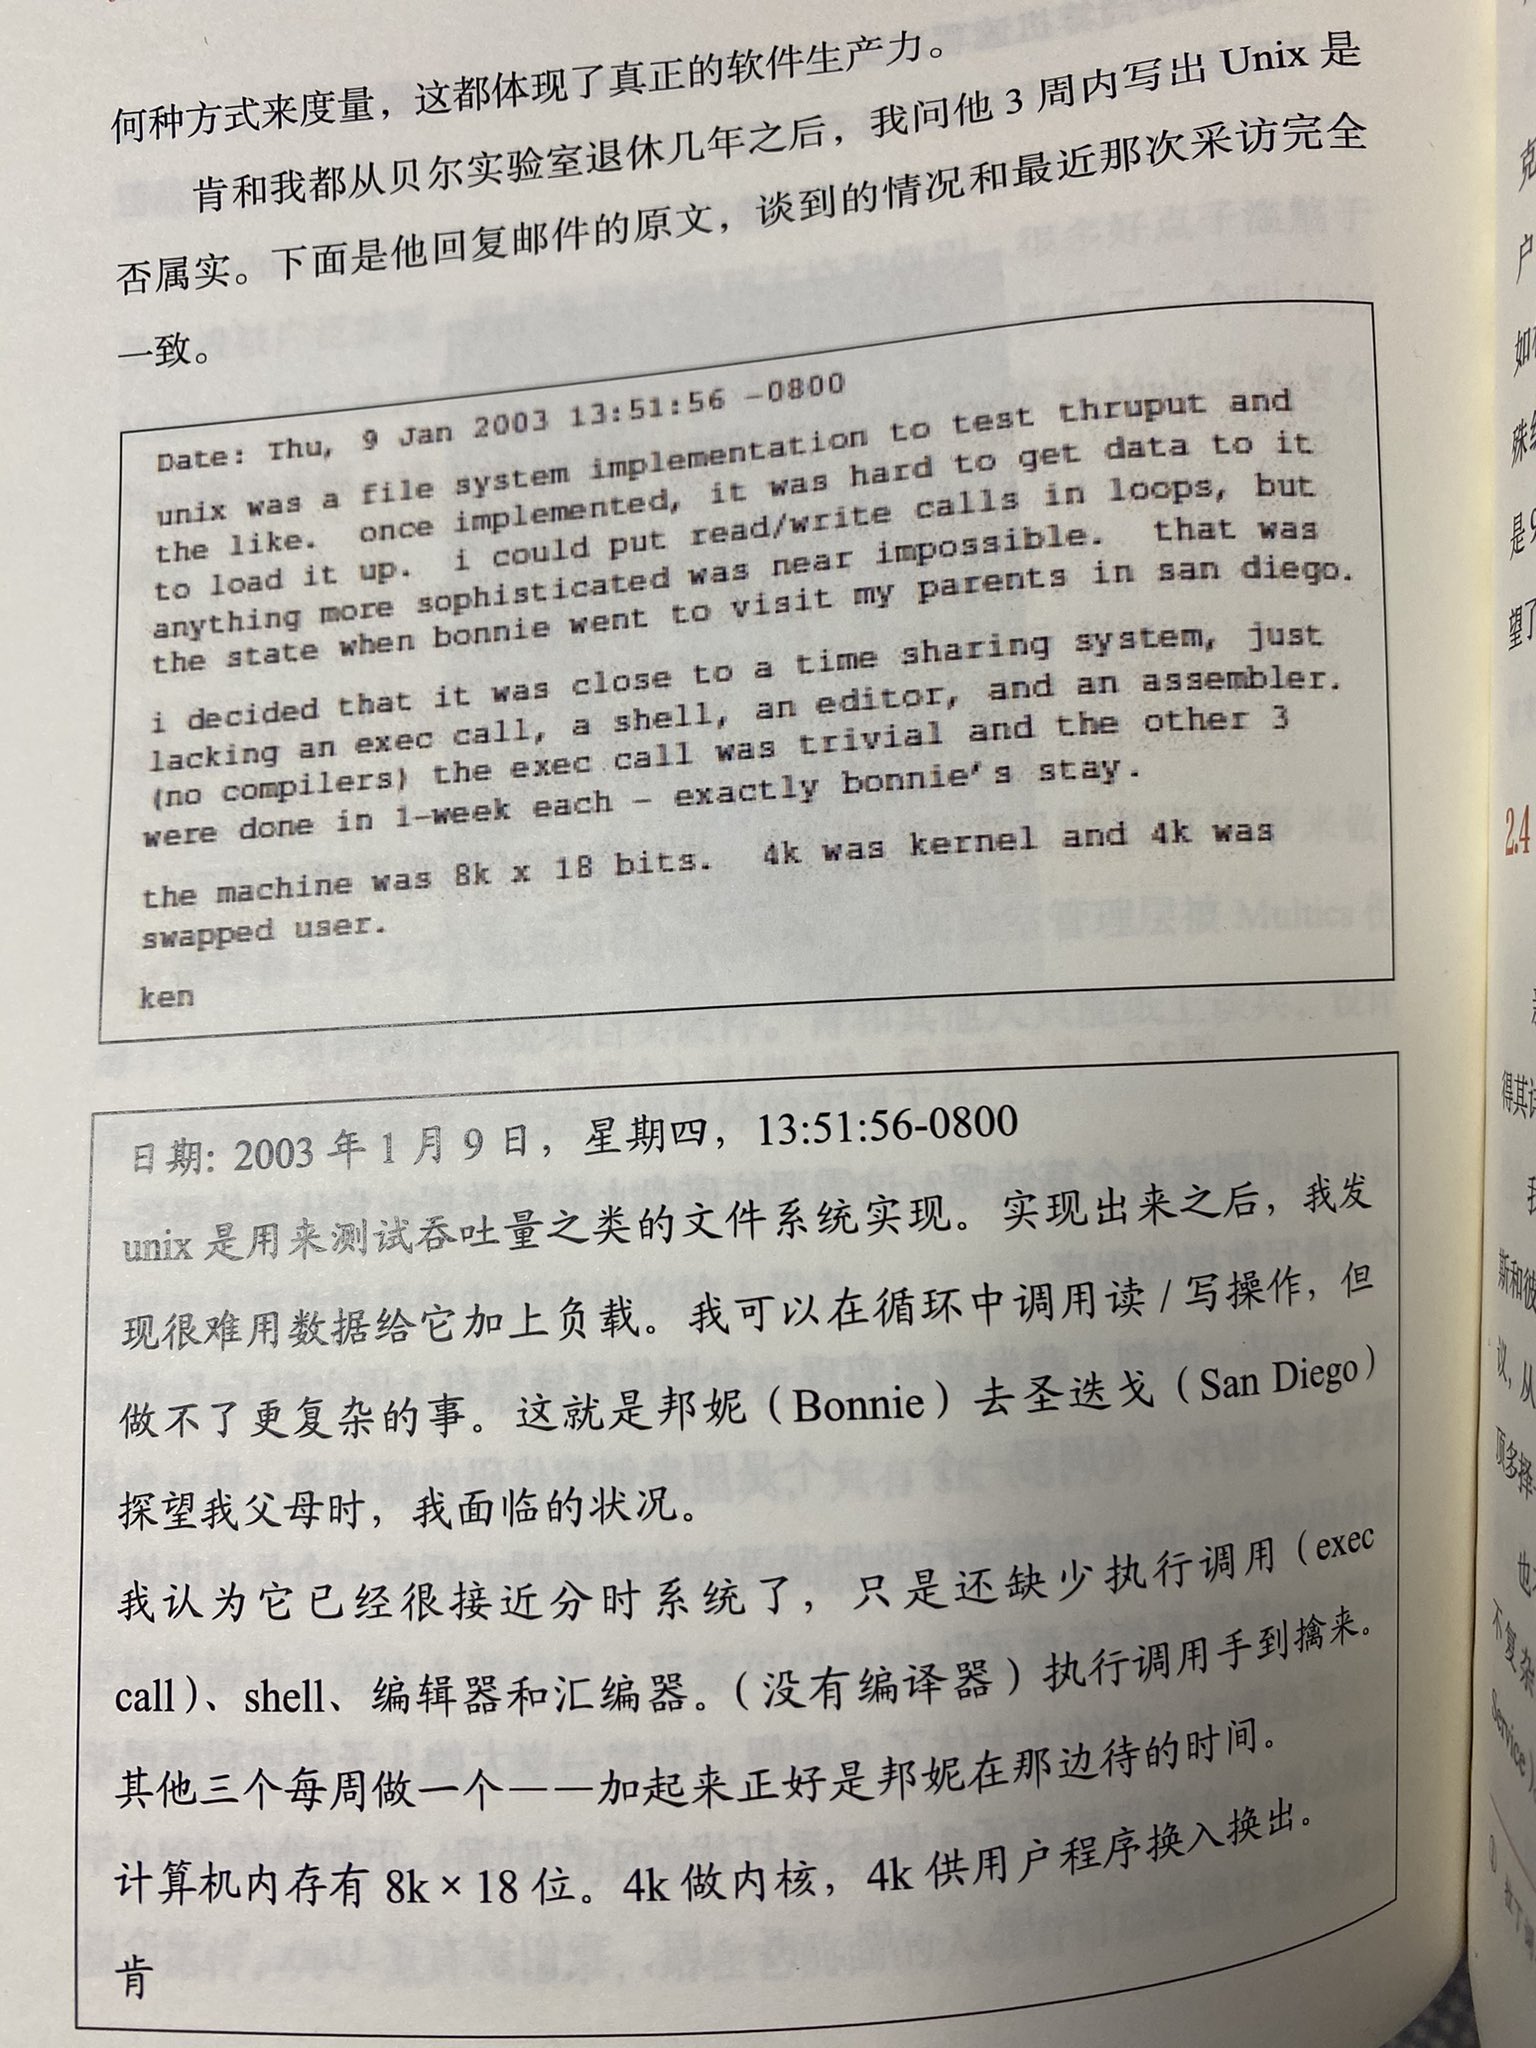 何种方式来度量，这都体现了真正的软件生产力。
肯和我都从贝尔实验室退休几年之后，我问他 3 周内写出 Unix 是
否属实。下面是他回复邮件的原文，谈到的情况和最近那次采访完全
一致。
Date: Thu, 9 Jan 2003 13:51:56 -0800
unix was a file system implementation to test thruput and
the like.  once implemented, it was hard to get data to it
to load it up.  i could put read/write calls in loops, but
anything more sophisticated was near impossible.  that was
the state when bonnie went to visit my parents in san diego.
i decided that it was close to a time sharing system, just
lacking an exec call, a shell, an editor, and an assembler.
(no compilers) the exec call was trivial and the other 3
were done in 1-week each – exactly bonnie's stay.
the machine was 8k x 18 bits.  4k was kernel and 4k was
swapped user.
ken
日期: 2003 年 1 月 9 日，星期四，13:51:56-0800
unix 是用来测试吞吐量之类的文件系统实现。实现出来之后，我发
现很难用数据给它加上负载。我可以在循环中调用读 / 写操作，但
做不了更复杂的事。这就是邦妮（Bonnie）去圣迭戈（San Diego）
探望我父母时，我面临的状况。
我认为它已经很接近分时系统了，只是还缺少执行调用（exec
call）、shell、编辑器和汇编器。（没有编译器）执行调用手到擒来。
其他三个每周做一个——加起来正好是邦妮在那边待的时间。
计算机内存有 8k × 18 位。4k 做内核，4k 供用户程序换入换出。
肯
户
是
2.4
得其
斯和彼
议，从
也
不复杂
Service